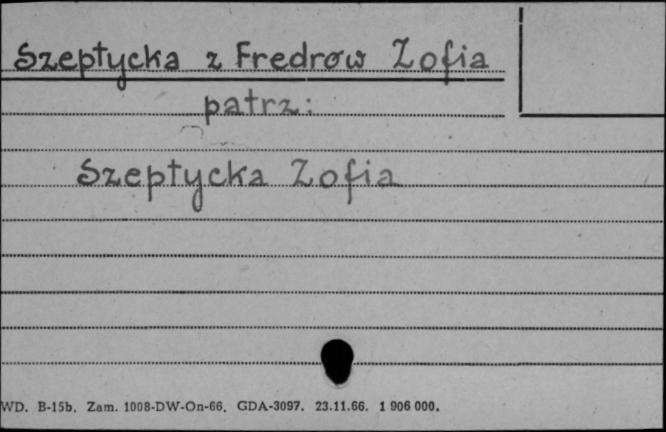 Szeptycka z Fredrow Zofia
patrz:
Szeptycka Zofia
WD. B-15b. Zam. 1008-DW-On-66. GDA-3097. 23.11.66. 1 906 000.